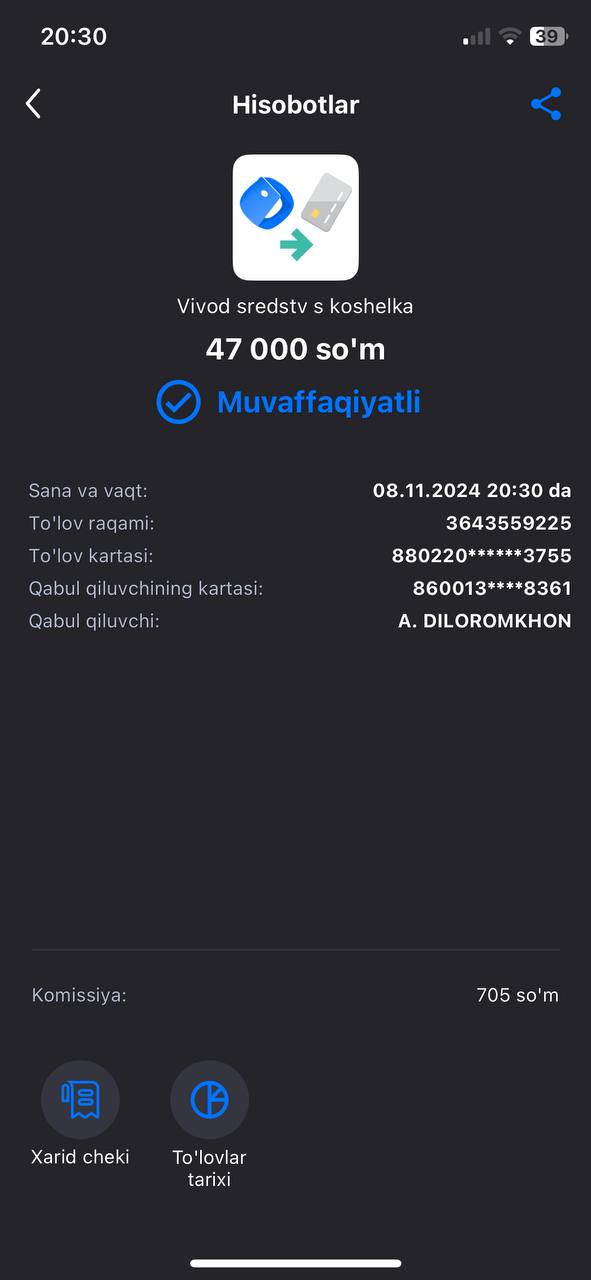 20:30
39
Hisobotlar
Vivod sredstv s koshelka
47 000 so'm
Muvaffaqiyatli
Sana va vaqt: 08.11.2024 20:30 da
To'lov raqami: 3643559225
To'lov kartasi: 880220******3755
Qabul qiluvchining kartasi: 860013****8361
Qabul qiluvchi: A. DILOROMKHON
Komissiya: 705 so'm
Xarid cheki
To'lovlar
tarixi